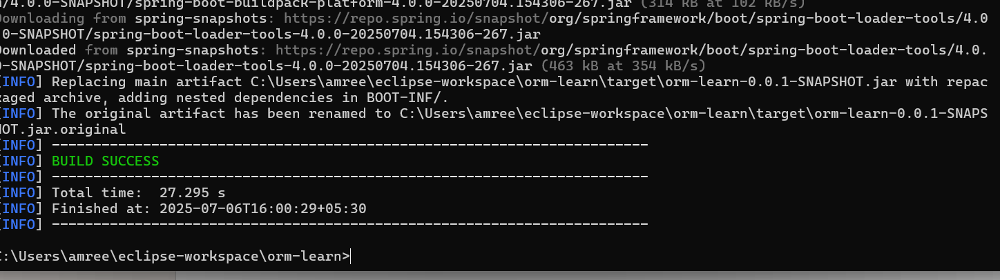 n/4.0.0-SNAPSHOT/spring-boot-buildpack-platform-4.0.0-20250704.154306-267.jar (314 kB at 102 kB/s)
Downloading from spring-snapshots: https://repo.spring.io/snapshot/org/springframework/boot/spring-boot-loader-tools/4.0
.0-SNAPSHOT/spring-boot-loader-tools-4.0.0-20250704.154306-267.jar
Downloaded from spring-snapshots: https://repo.spring.io/snapshot/org/springframework/boot/spring-boot-loader-tools/4.0.
0-SNAPSHOT/spring-boot-loader-tools-4.0.0-20250704.154306-267.jar (463 kB at 354 kB/s)
[INFO] Replacing main artifact C:\Users\amree\eclipse-workspace\orm-learn\target\orm-learn-0.0.1-SNAPSHOT.jar with repac
kaged archive, adding nested dependencies in BOOT-INF/.
[INFO] The original artifact has been renamed to C:\Users\amree\eclipse-workspace\orm-learn\target\orm-learn-0.0.1-SNAPS
HOT.jar.original
[INFO] ------------------------------------------------------------------------
[INFO] BUILD SUCCESS
[INFO] ------------------------------------------------------------------------
[INFO] Total time:  27.295 s
[INFO] Finished at: 2025-07-06T16:00:29+05:30
[INFO] ------------------------------------------------------------------------
C:\Users\amree\eclipse-workspace\orm-learn>